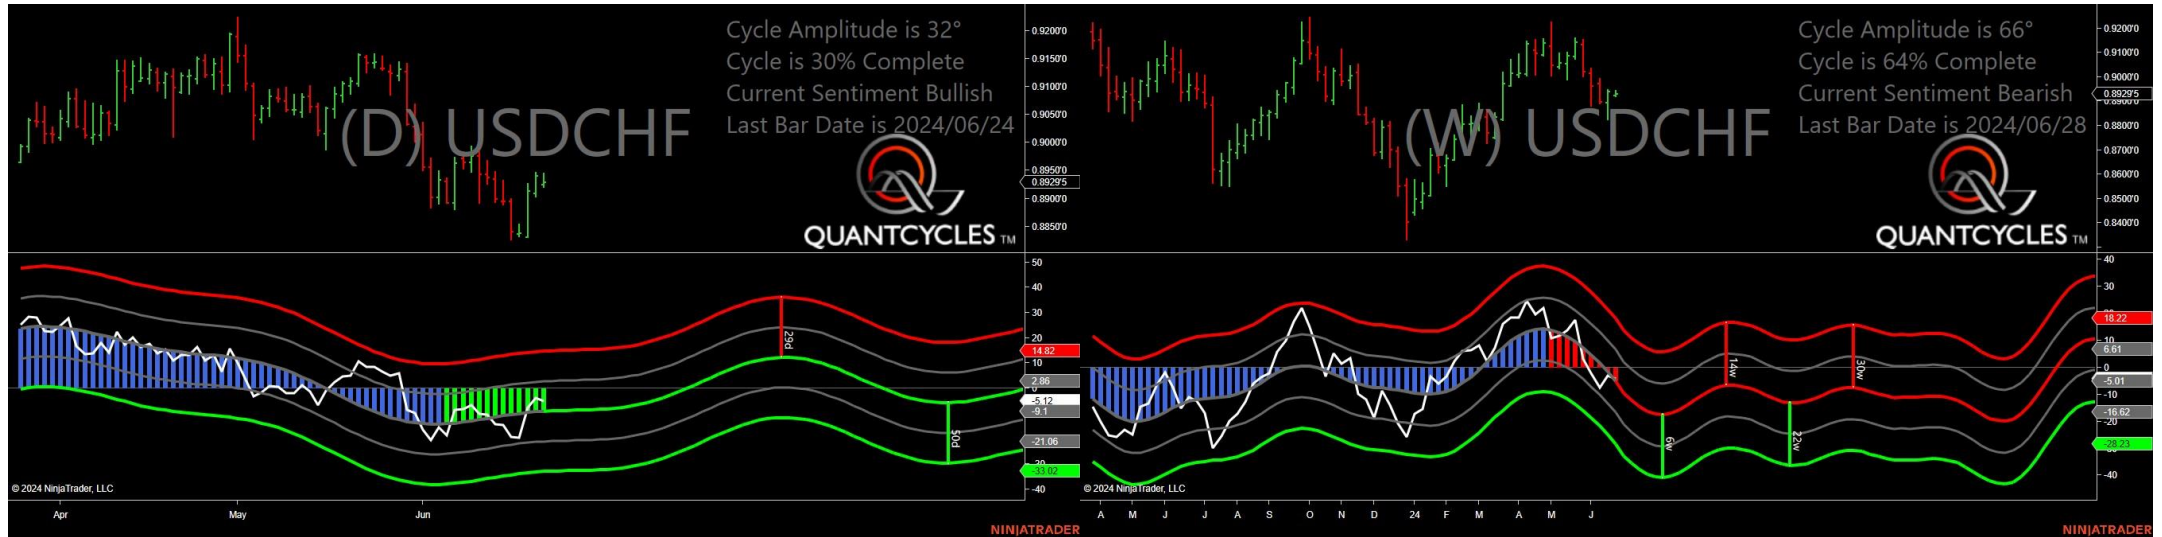 Cycle Amplitude is 32°
Cycle is 30% Complete
Current Sentiment Bullish
Last Bar Date is 2024/06/24
(D) USDCHF
QUANTCYCLES TM
0.9200'0
0.9150'0
0.9100'0
0.9050'0
0.9000'0
0.8950'0
0.8929'5
0.8900'0
0.8850'0
50
40
30
20
14.82
10
2.86
0
-5.12
-9.1
-21.06
-33.02
-40
29d
50d
© 2024 NinjaTrader, LLC
Apr
May
Jun
NINJATRADER
Cycle Amplitude is 66°
Cycle is 64% Complete
Current Sentiment Bearish
Last Bar Date is 2024/06/28
(W) USDCHF
QUANTCYCLES TM
0.9200'0
0.9100'0
0.9000'0
0.8929'5
0.8900'0
0.8800'0
0.8700'0
0.8600'0
0.8500'0
0.8400'0
40
30
18.22
10
6.61
0
-5.01
-10
-16.62
-20
-28.23
-40
14w
30w
6w
22w
© 2024 NinjaTrader, LLC
A M J J A S O N D 24 F M A M J
NINJATRADER